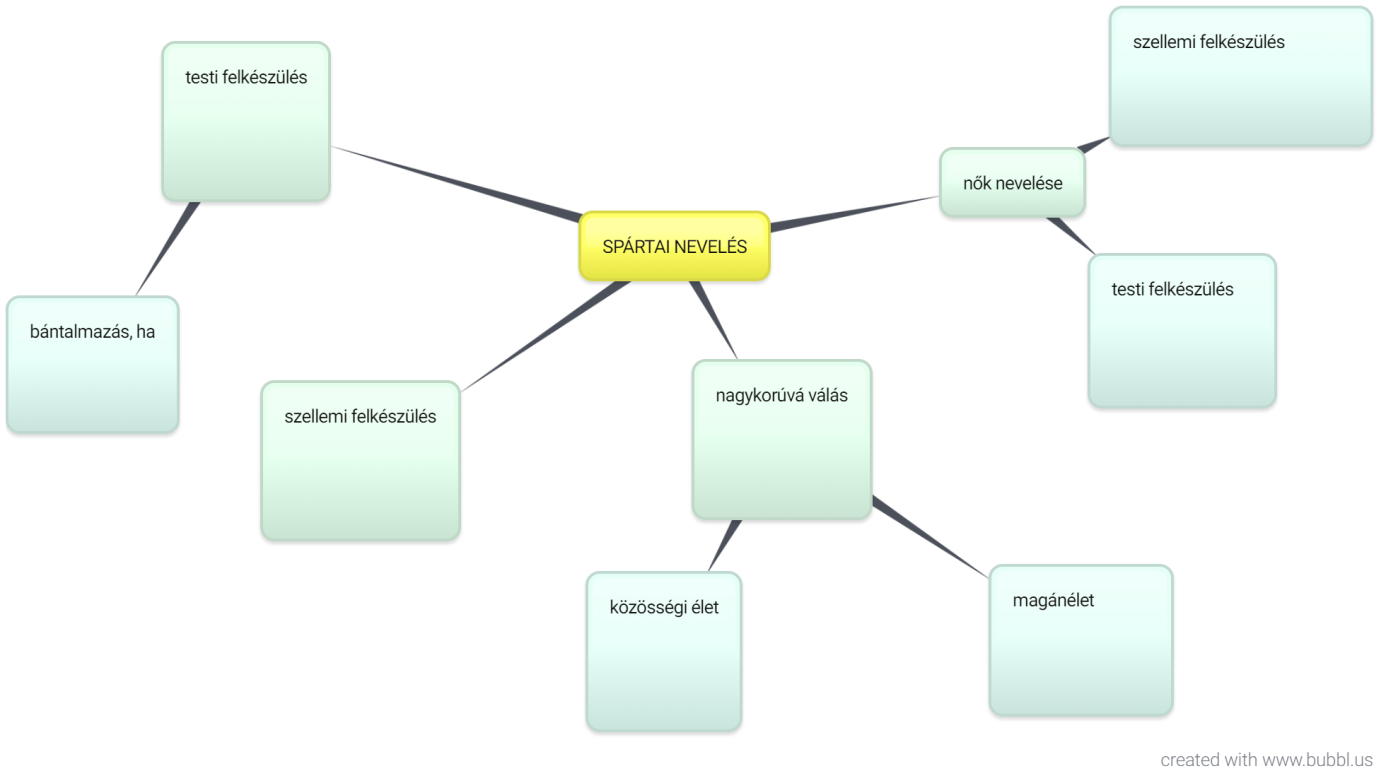 szellemi felkészülés
testi felkészülés
nők nevelése
SPÁRTAI NEVELÉS
testi felkészülés
bántalmazás, ha
nagykorúvá válás
szellemi felkészülés
magánélet
közösségi élet
created with www.bubbl.us